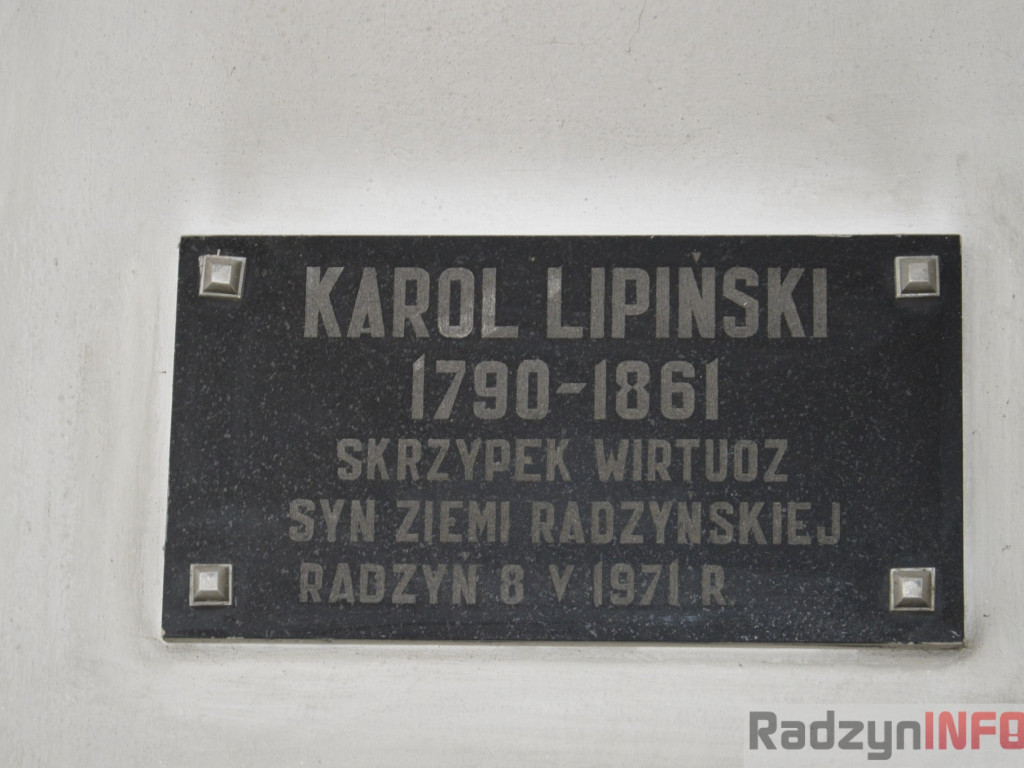 KAROL LIPIŃSKI
1790-1861
SKRZYPEK WIRTUOZ
SYN ZIEMI RADZYNSKIEJ
RADZYN 8 V 1971 R.
RadzynINFO